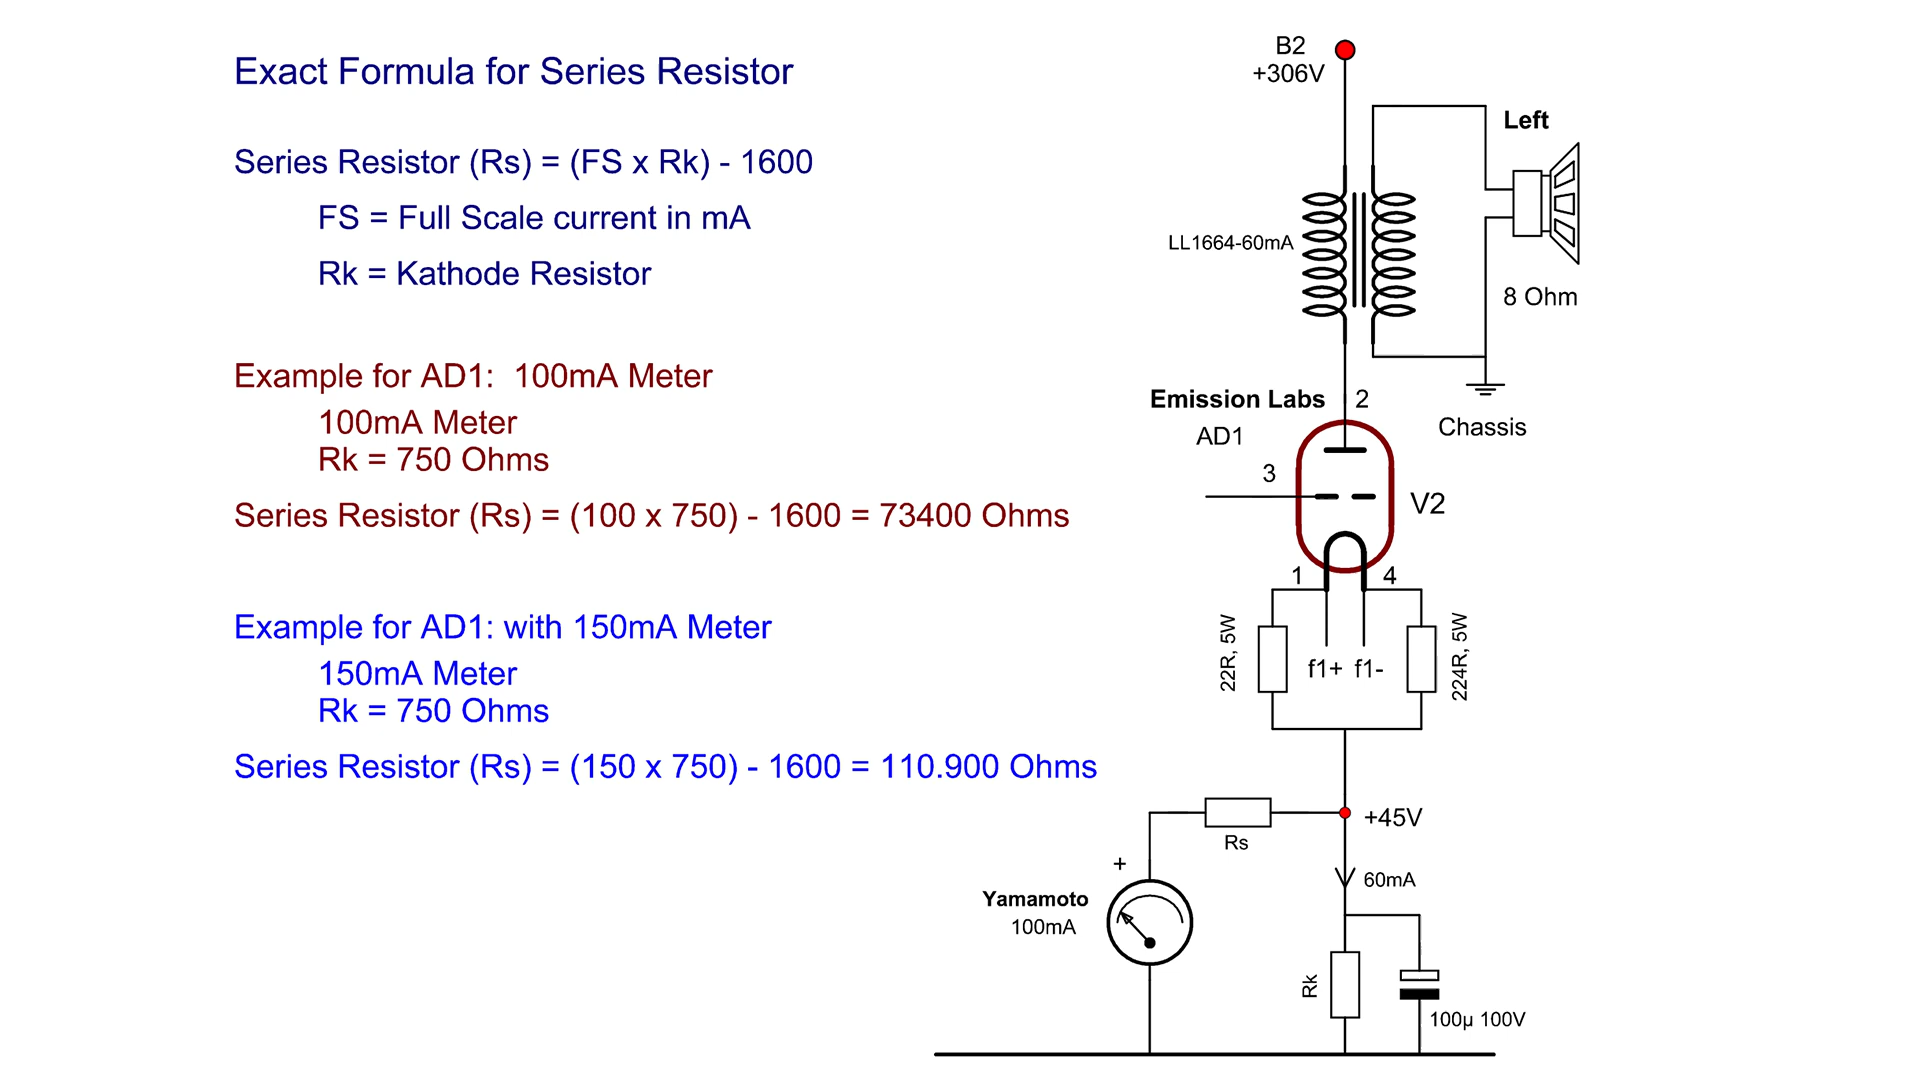 Exact Formula for Series Resistor
Series Resistor (Rs) = (FS x Rk) - 1600
FS = Full Scale current in mA
Rk = Kathode Resistor
Example for AD1:  100mA Meter
100mA Meter
Rk = 750 Ohms
Series Resistor (Rs) = (100 x 750) - 1600 = 73400 Ohms
Example for AD1: with 150mA Meter
150mA Meter
Rk = 750 Ohms
Series Resistor (Rs) = (150 x 750) - 1600 = 110.900 Ohms
B2
+306V
Left
LL1664-60mA
8 Ohm
Chassis
Emission Labs
AD1
2
3
V2
1
4
22R, 5W
f1+ f1-
224R, 5W
+45V
Rs
+
60mA
Yamamoto
100mA
Rk
100µ 100V